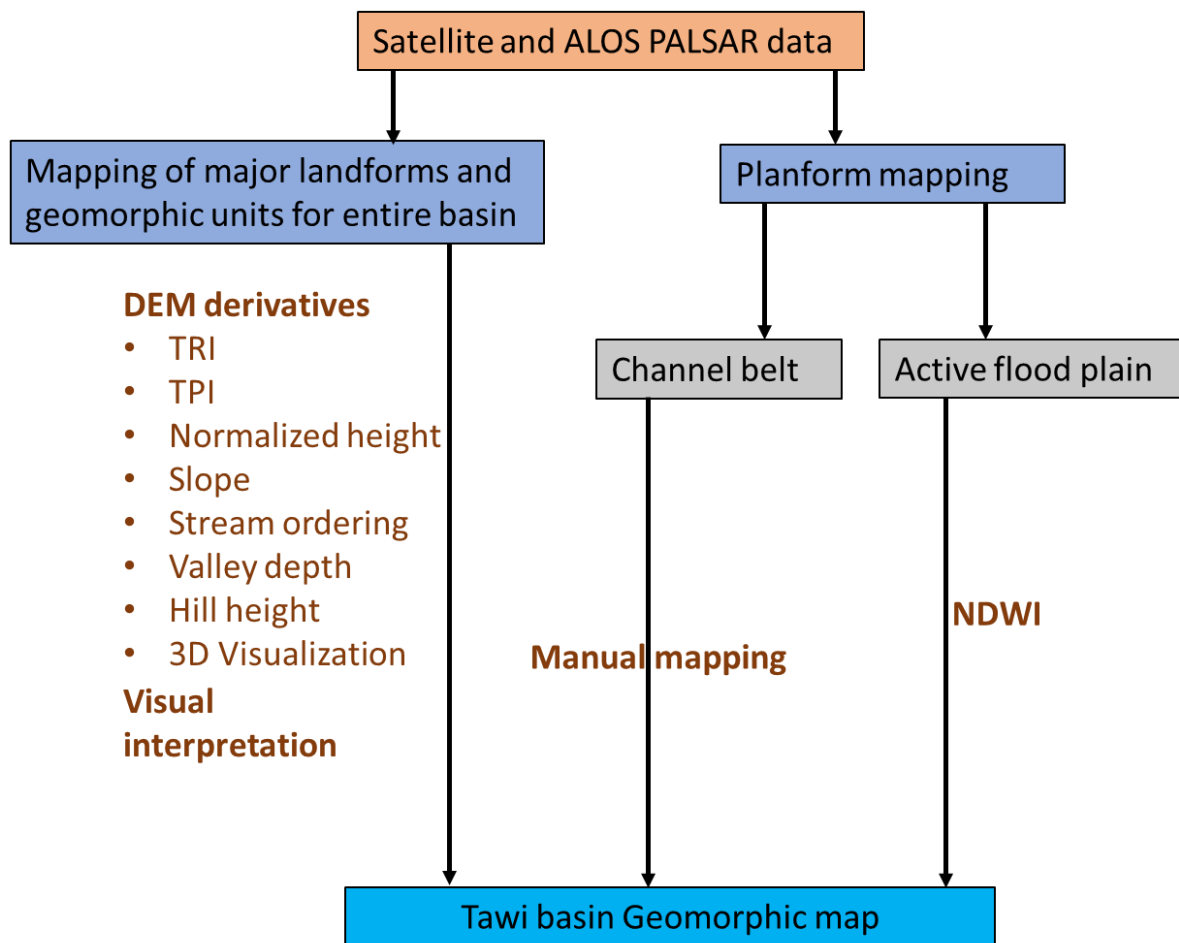 Satellite and ALOS PALSAR data
Mapping of major landforms and
geomorphic units for entire basin
Planform mapping
DEM derivatives
• TRI
• TPI
• Normalized height
• Slope
• Stream ordering
• Valley depth
• Hill height
• 3D Visualization
Visual
interpretation
Channel belt
Active flood plain
Manual mapping
NDWI
Tawi basin Geomorphic map